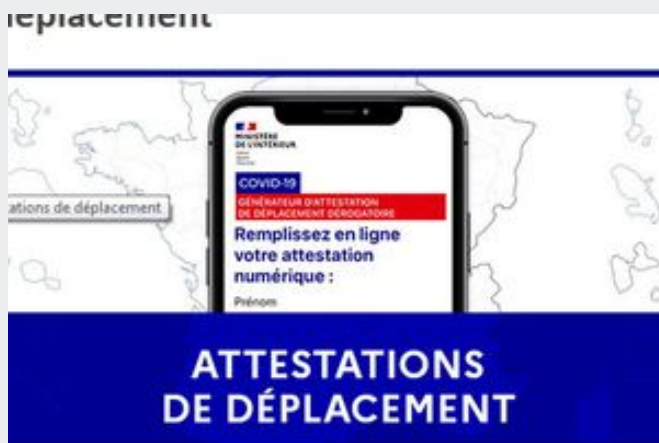 déplacement
MINISTÈRE
DE L'INTÉRIEUR
COVID-19
ations de déplacement
GÉNÉRATEUR D'ATTESTATION
DE DÉPLACEMENT DÉROGATOIRE
Remplissez en ligne
votre attestation
numérique :
Prénom
ATTESTATIONS
DE DÉPLACEMENT